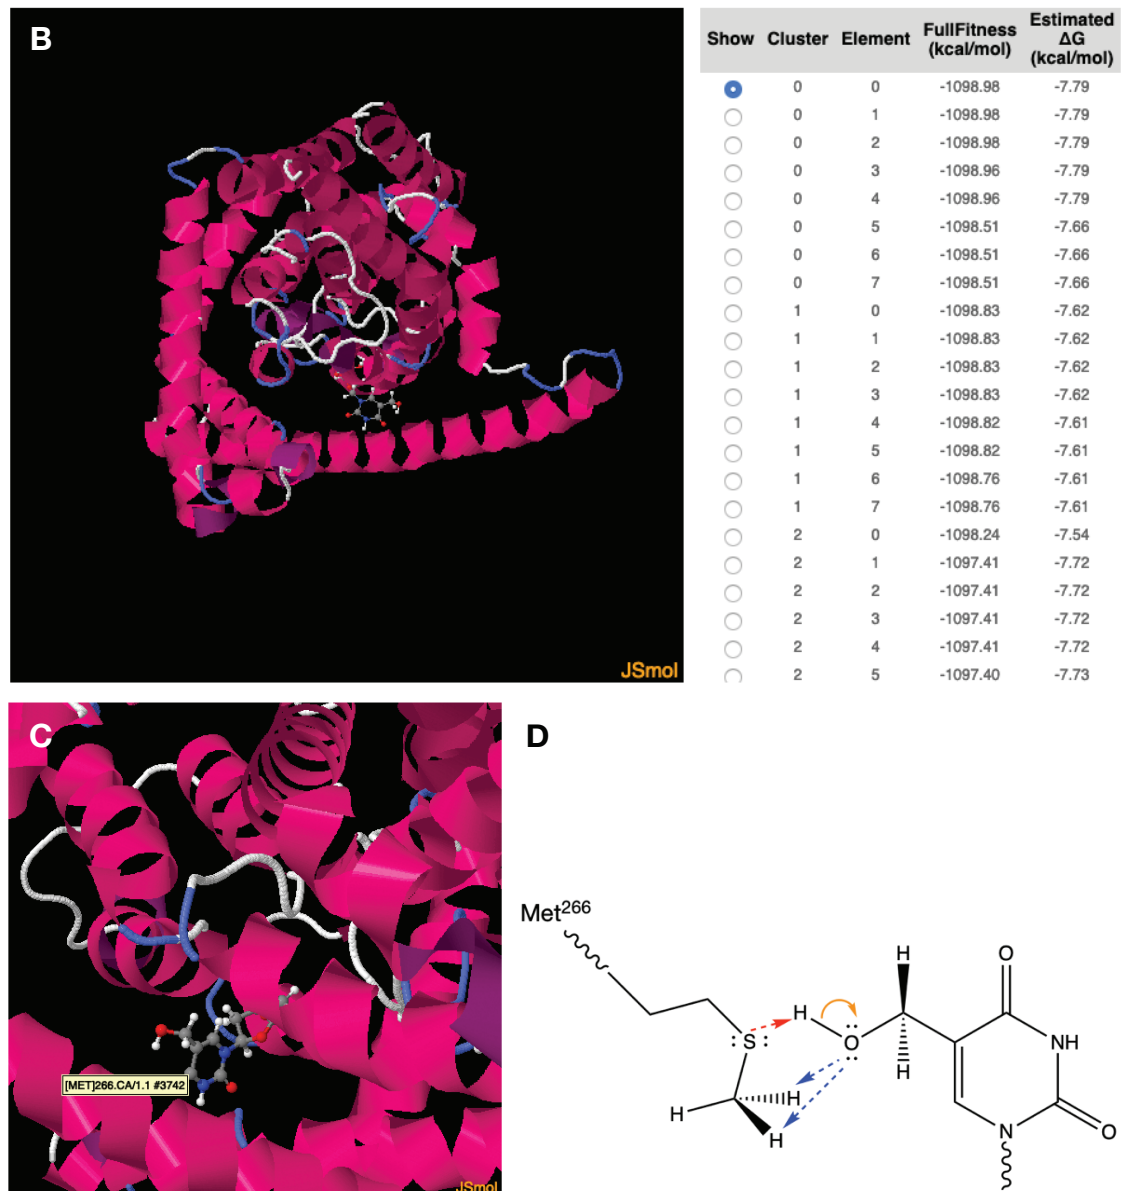 B
JSmol
Show Cluster Element FullFitness (kcal/mol) Estimated ΔG (kcal/mol)
0 0 -1098.98 -7.79
0 1 -1098.98 -7.79
0 2 -1098.98 -7.79
0 3 -1098.96 -7.79
0 4 -1098.96 -7.79
0 5 -1098.51 -7.66
0 6 -1098.51 -7.66
0 7 -1098.51 -7.66
1 0 -1098.83 -7.62
1 1 -1098.83 -7.62
1 2 -1098.83 -7.62
1 3 -1098.83 -7.62
1 4 -1098.82 -7.61
1 5 -1098.82 -7.61
1 6 -1098.76 -7.61
1 7 -1098.76 -7.61
2 0 -1098.24 -7.54
2 1 -1097.41 -7.72
2 2 -1097.41 -7.72
2 3 -1097.41 -7.72
2 4 -1097.41 -7.72
2 5 -1097.40 -7.73
C
[MET]266.CA/1.1 #3742
JSmol
D
Met²⁶⁶
H O
H
:S: O NH
H
H H
H N O